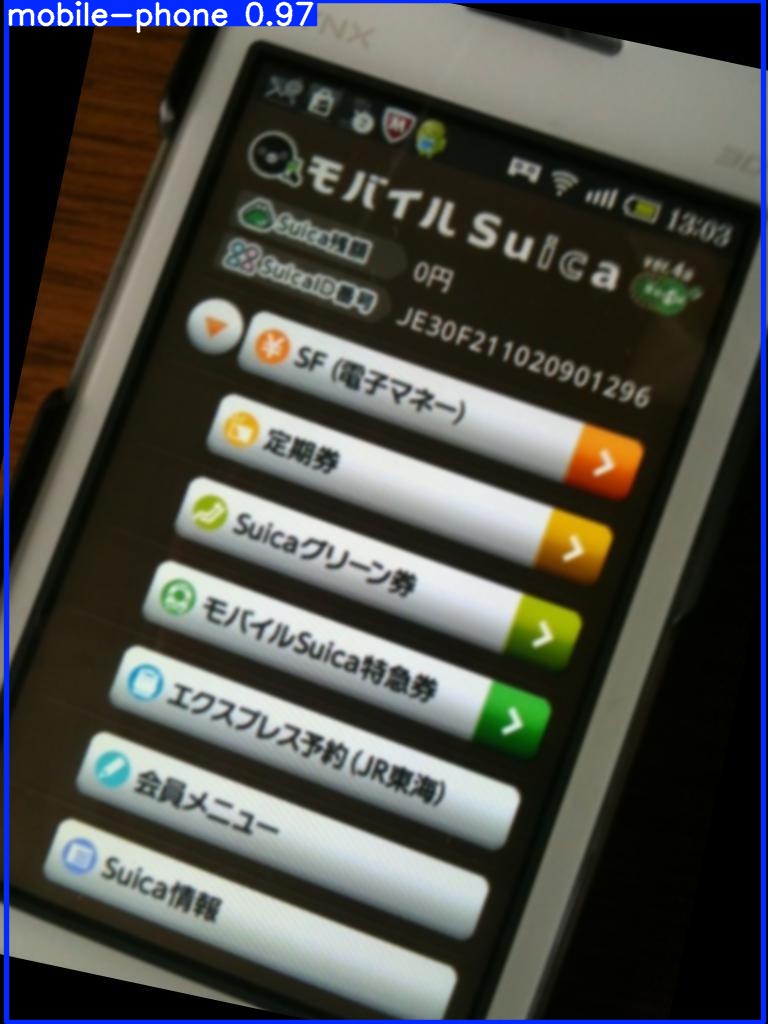 mobile-phone 0.97
NX
3D
13:03
モバイルSuica
ver.4a
Suica残額 0円
SuicaID番号 JE30F211020901296
SF (電子マネー)
定期券
Suicaグリーン券
モバイルSuica特急券
エクスプレス予約 (JR東海)
会員メニュー
Suica情報